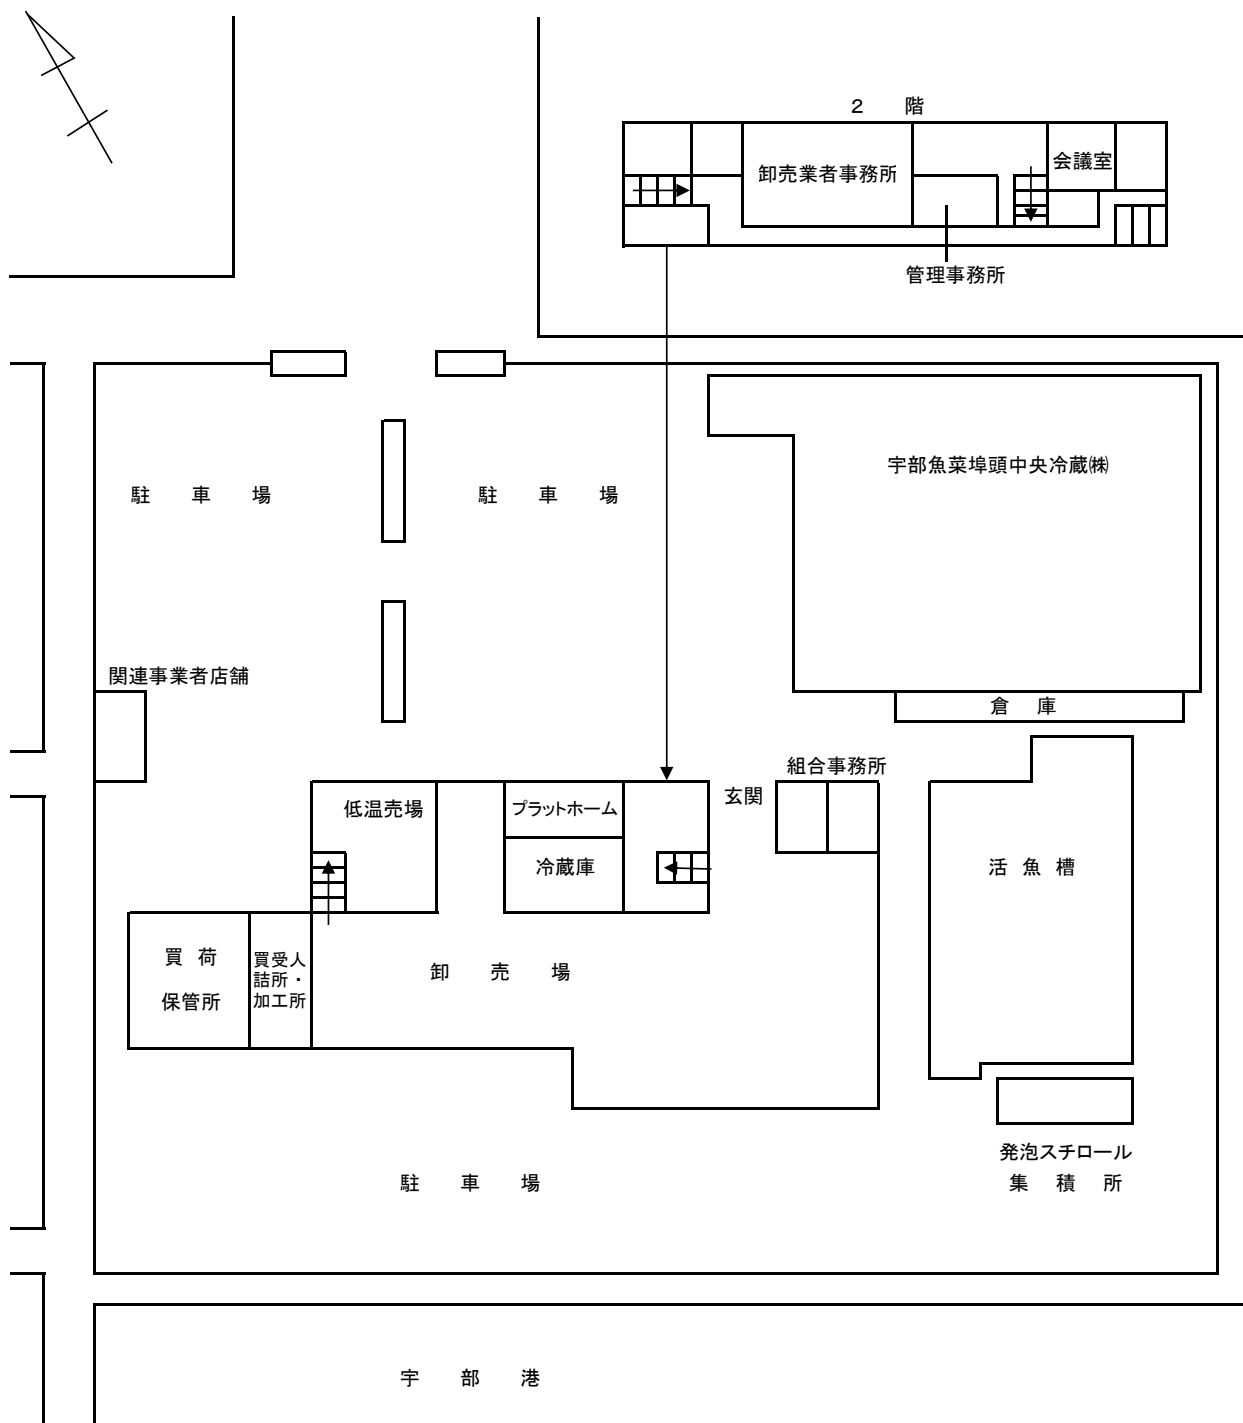 ２　階
会議室
卸売業者事務所
管理事務所
宇部魚菜埠頭中央冷蔵㈱
駐　車　場
駐　車　場
関連事業者店舗
倉　庫
組合事務所
玄関
低温売場
プラットホーム
冷蔵庫
活　魚　槽
買　荷
保管所
買受人
詰所・
加工所
卸　売　場
発泡スチロール
集　積　所
駐　車　場
宇　部　港